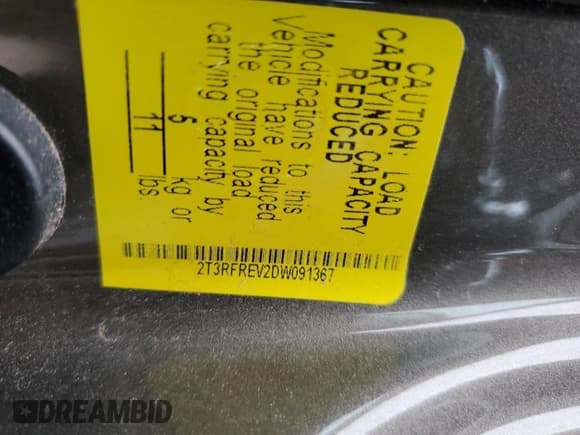 CAUTION: LOAD
CARRYING CAPACITY
REDUCED
Modifications to this
vehicle have reduced
the original load
carrying capacity by
5 kg or
11 lbs
2T3RFREV2DW091367
DREAMBID